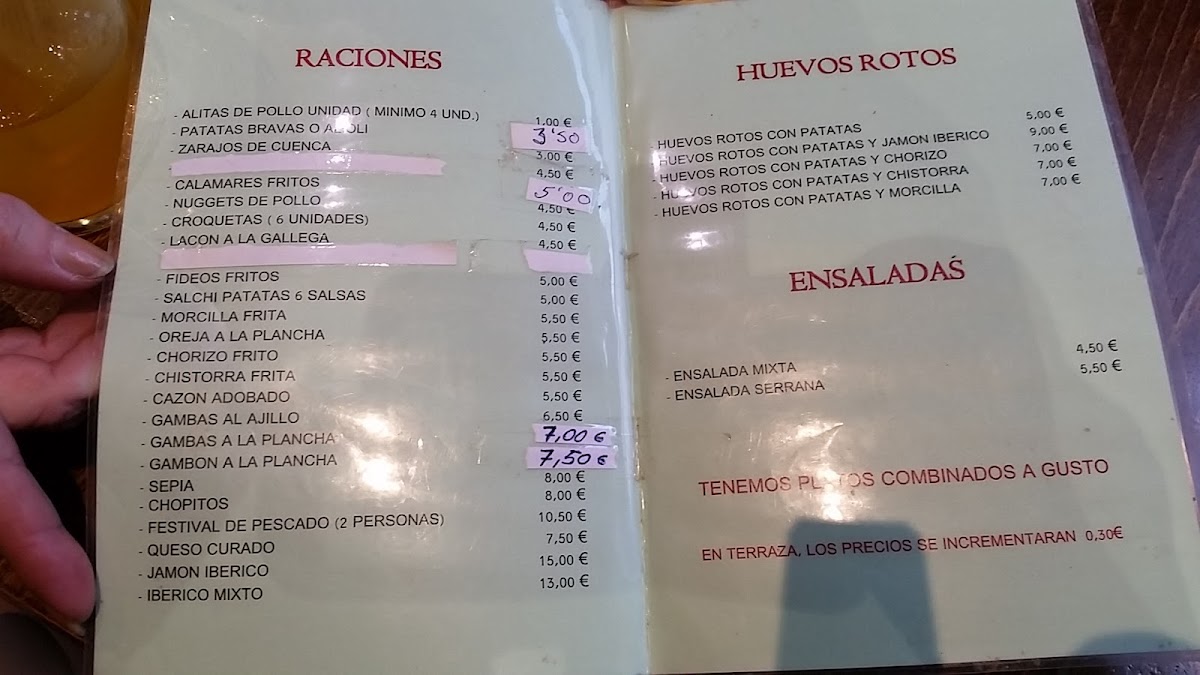 RACIONES
- ALITAS DE POLLO UNIDAD ( MINIMO 4 UND.) 1,00 €
- PATATAS BRAVAS O ALIOLI 3'50
- ZARAJOS DE CUENCA 3,00 €
4,50 €
- CALAMARES FRITOS 5'00
- NUGGETS DE POLLO 4,50 €
- CROQUETAS ( 6 UNIDADES) 4,50 €
- LACON A LA GALLEGA 4,50 €
- FIDEOS FRITOS 5,00 €
- SALCHI PATATAS 6 SALSAS 5,00 €
- MORCILLA FRITA 5,50 €
- OREJA A LA PLANCHA 5,50 €
- CHORIZO FRITO 5,50 €
- CHISTORRA FRITA 5,50 €
- CAZON ADOBADO 5,50 €
- GAMBAS AL AJILLO 6,50 €
- GAMBAS A LA PLANCHA 7,00 €
- GAMBON A LA PLANCHA 7,50 €
- SEPIA 8,00 €
- CHOPITOS 8,00 €
- FESTIVAL DE PESCADO (2 PERSONAS) 10,50 €
- QUESO CURADO 7,50 €
- JAMON IBERICO 15,00 €
- IBERICO MIXTO 13,00 €
HUEVOS ROTOS
- HUEVOS ROTOS CON PATATAS 5,00 €
- HUEVOS ROTOS CON PATATAS Y JAMON IBERICO 9,00 €
- HUEVOS ROTOS CON PATATAS Y CHORIZO 7,00 €
- HUEVOS ROTOS CON PATATAS Y CHISTORRA 7,00 €
- HUEVOS ROTOS CON PATATAS Y MORCILLA 7,00 €
ENSALADAS
- ENSALADA MIXTA 4,50 €
- ENSALADA SERRANA 5,50 €
TENEMOS PLATOS COMBINADOS A GUSTO
EN TERRAZA, LOS PRECIOS SE INCREMENTARAN 0,30€